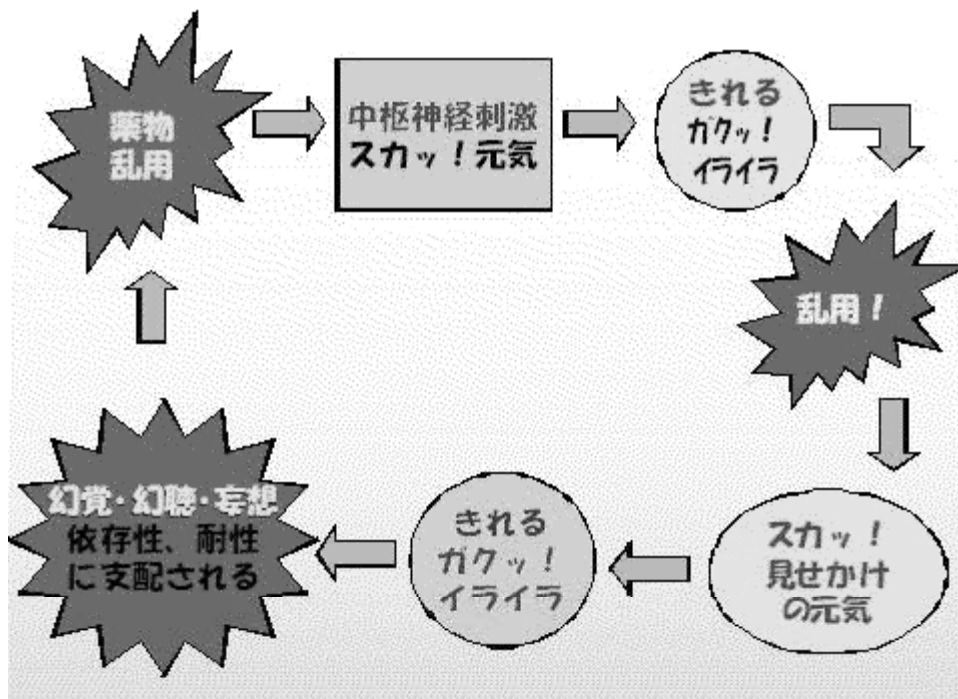 薬物
乱用
中枢神経刺激
スカッ！元気
きれる
ガクッ！
イライラ
乱用！
スカッ！
見せかけ
の元気
きれる
ガクッ！
イライラ
幻覚・幻聴・妄想
依存性、耐性
に支配される